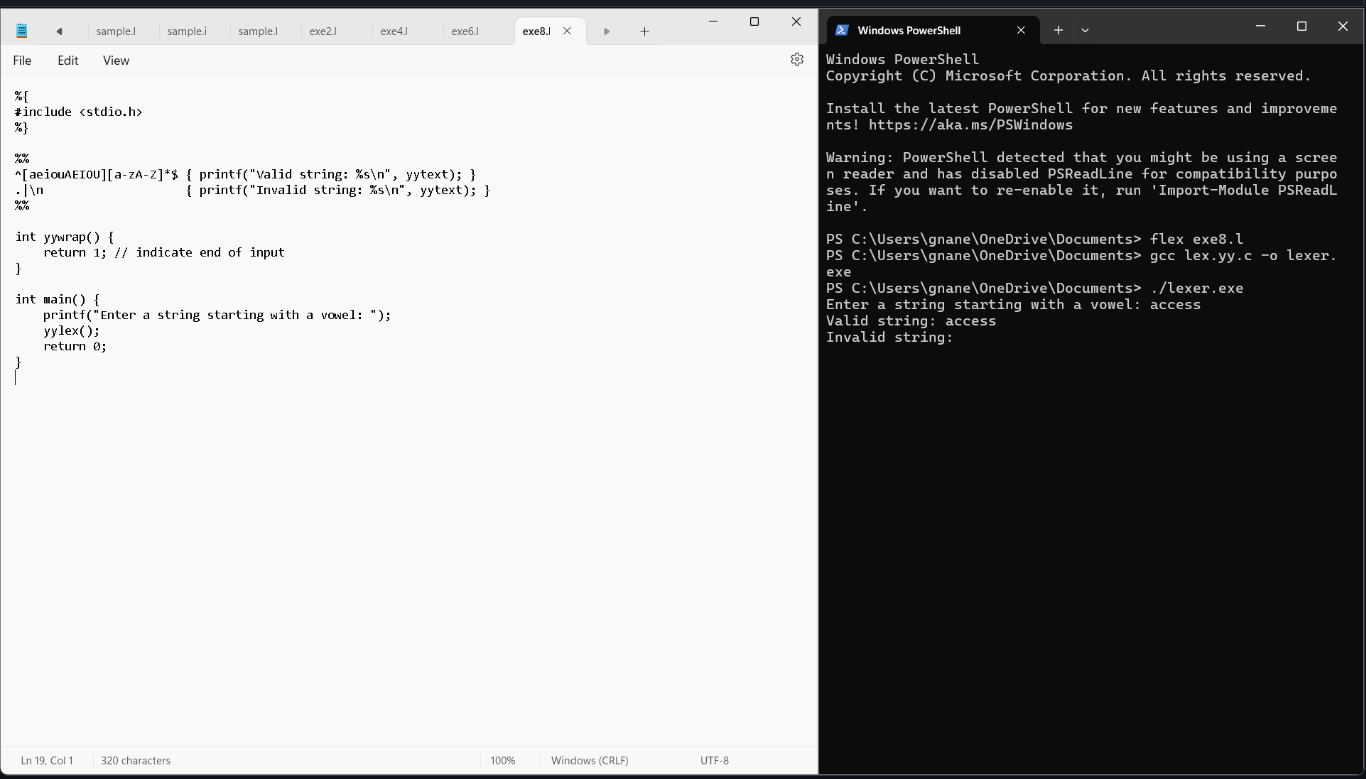 sample.l sample.i sample.l exe2.l exe4.l exe6.l exe8.l
File Edit View
%{
#include <stdio.h>
%}
%%
^[aeiouAEIOU][a-zA-Z]*$ { printf("Valid string: %s\n", yytext); }
.|\n { printf("Invalid string: %s\n", yytext); }
%%
int yywrap() {
return 1; // indicate end of input
}
int main() {
printf("Enter a string starting with a vowel: ");
yylex();
return 0;
}
Ln 19, Col 1 320 characters 100% Windows (CRLF) UTF-8
Windows PowerShell
Windows PowerShell
Copyright (C) Microsoft Corporation. All rights reserved.
Install the latest PowerShell for new features and improveme
nts! https://aka.ms/PSWindows
Warning: PowerShell detected that you might be using a scree
n reader and has disabled PSReadLine for compatibility purpo
ses. If you want to re-enable it, run 'Import-Module PSReadL
ine'.
PS C:\Users\gnane\OneDrive\Documents> flex exe8.l
PS C:\Users\gnane\OneDrive\Documents> gcc lex.yy.c -o lexer.
exe
PS C:\Users\gnane\OneDrive\Documents> ./lexer.exe
Enter a string starting with a vowel: access
Valid string: access
Invalid string: